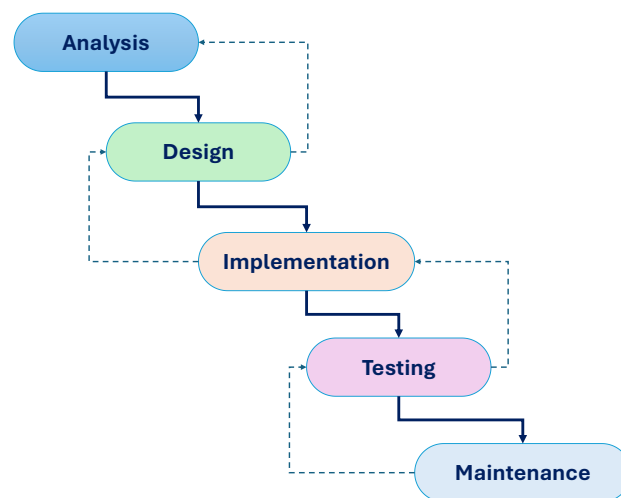 Analysis
Design
Implementation
Testing
Maintenance